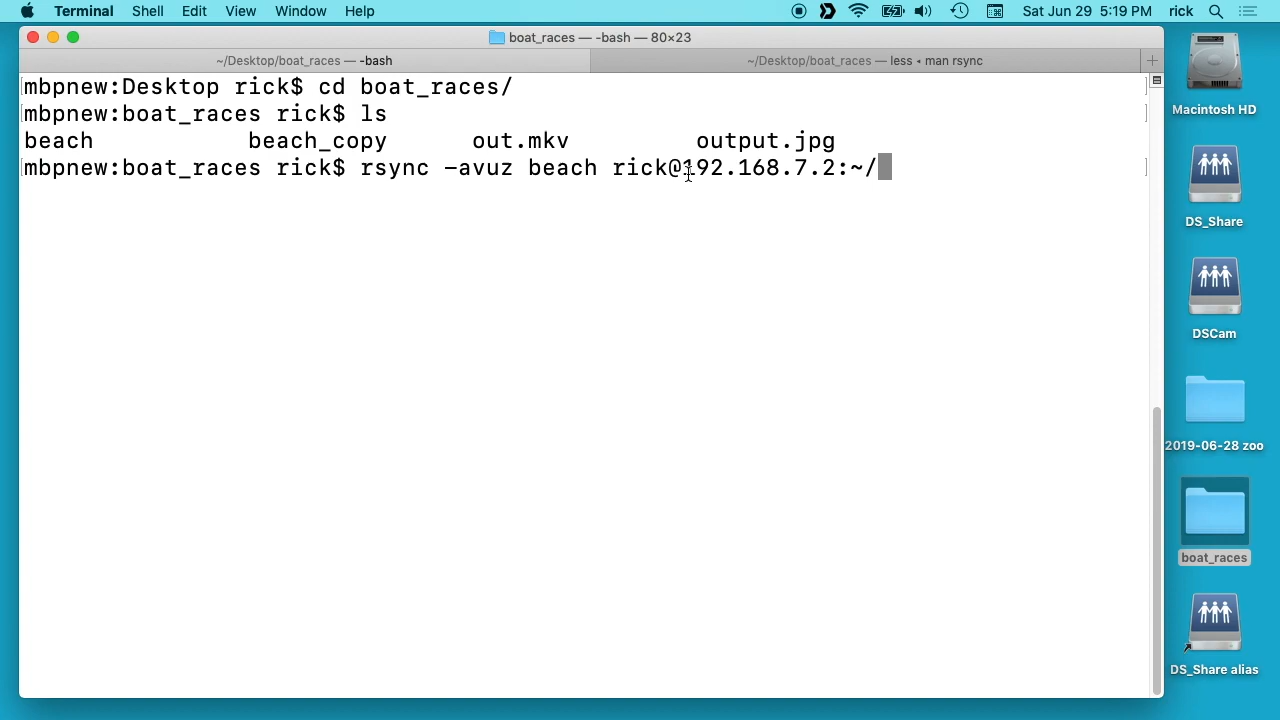 Terminal Shell Edit View Window Help Sat Jun 29 5:19 PM rick
boat_races — -bash — 80×23
~/Desktop/boat_races — -bash
~/Desktop/boat_races — less ◂ man rsync
mbpnew:Desktop rick$ cd boat_races/
mbpnew:boat_races rick$ ls
beach beach_copy out.mkv output.jpg
mbpnew:boat_races rick$ rsync -avuz beach rick@192.168.7.2:~/
Macintosh HD
DS_Share
DSCam
2019-06-28 zoo
boat_races
DS_Share alias